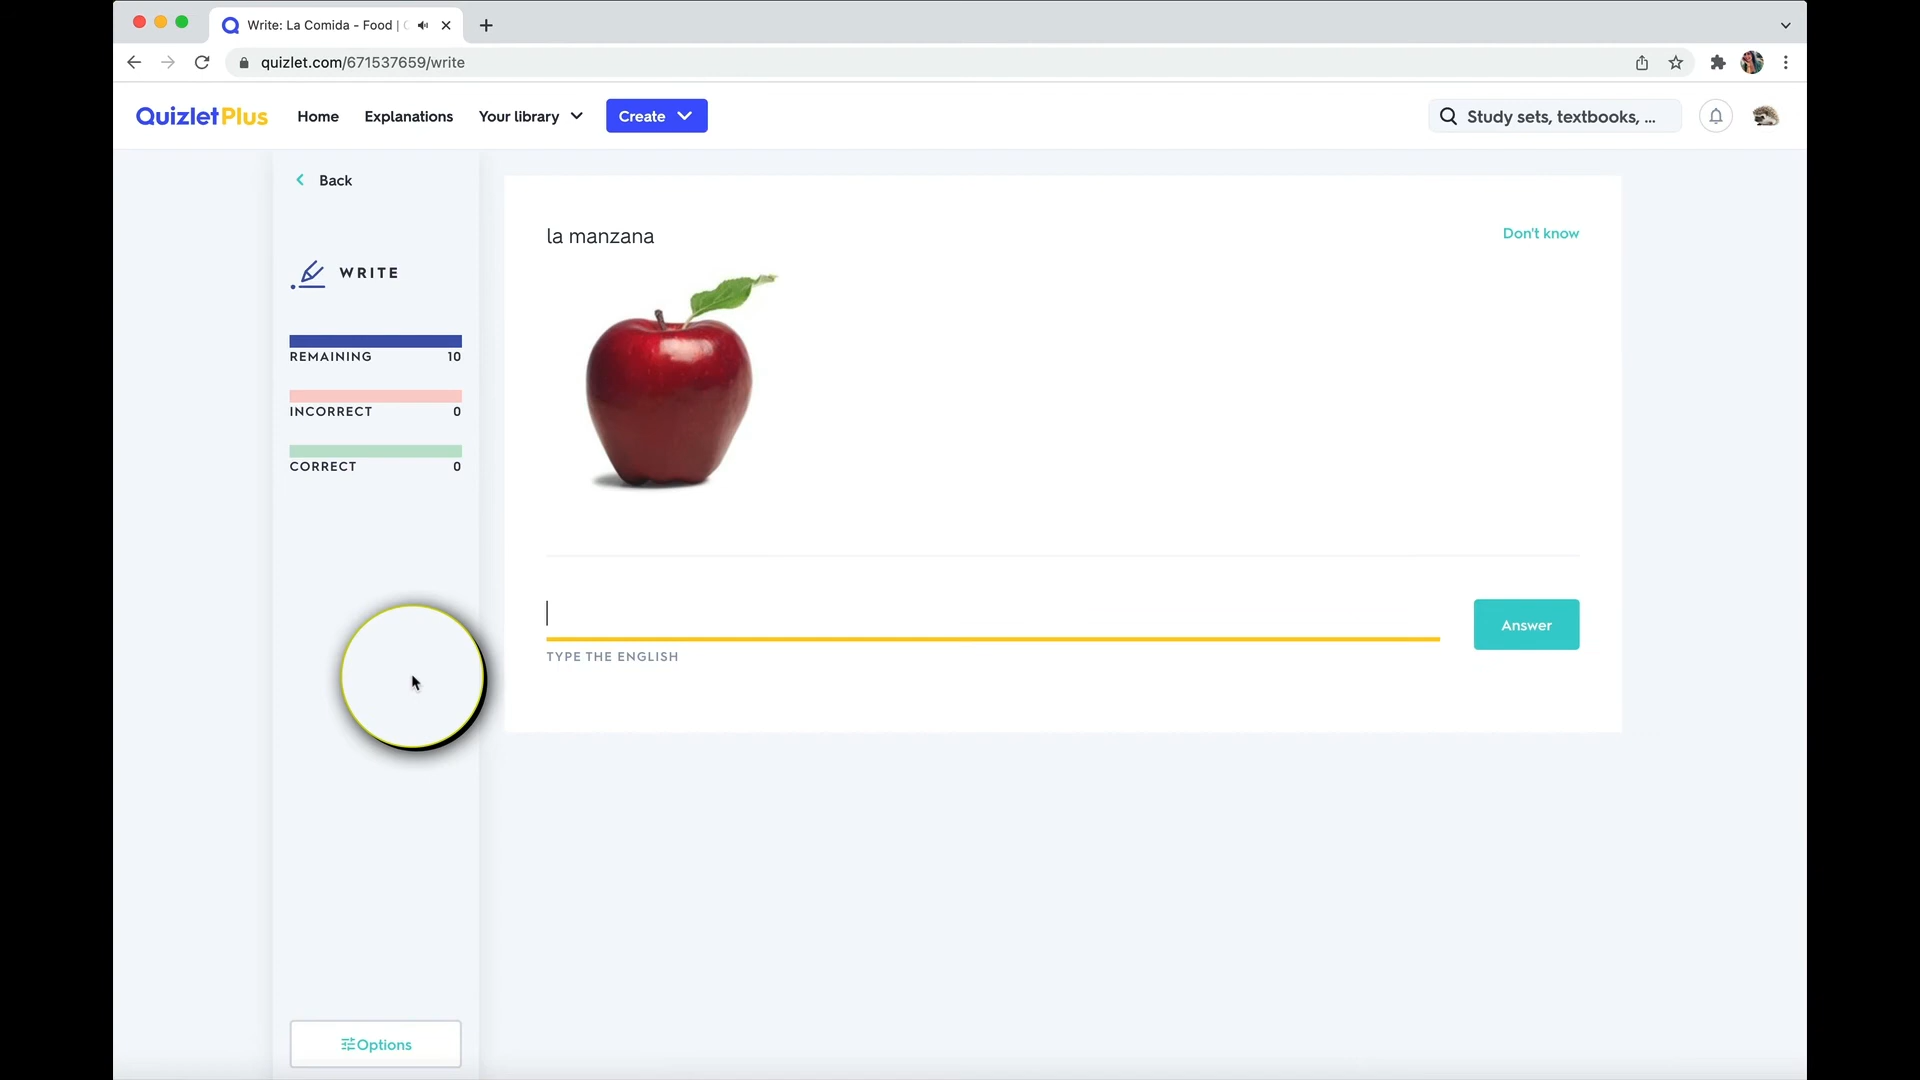 Write: La Comida - Food |
quizlet.com/671537659/write
QuizletPlus Home Explanations Your library Create Study sets, textbooks, ...
Back
WRITE
REMAINING 10
INCORRECT 0
CORRECT 0
Options
la manzana Don't know
Answer
TYPE THE ENGLISH